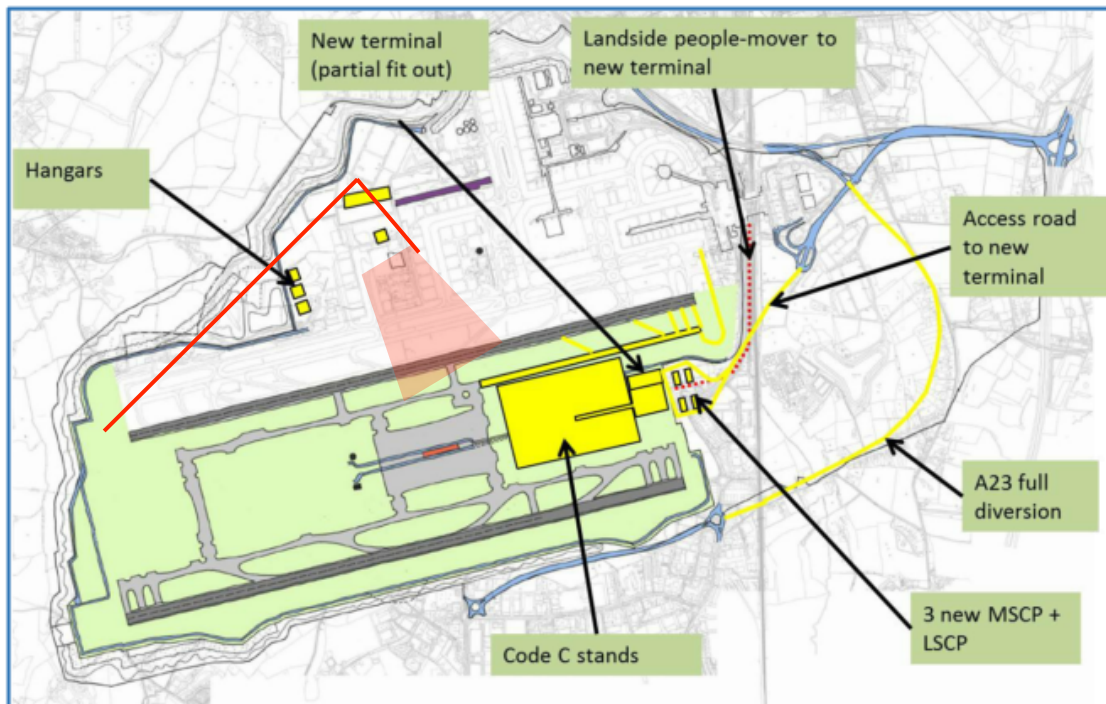 New terminal
(partial fit out)
Landside people-mover to
new terminal
Hangars
Access road
to new
terminal
A23 full
diversion
3 new MSCP +
LSCP
Code C stands